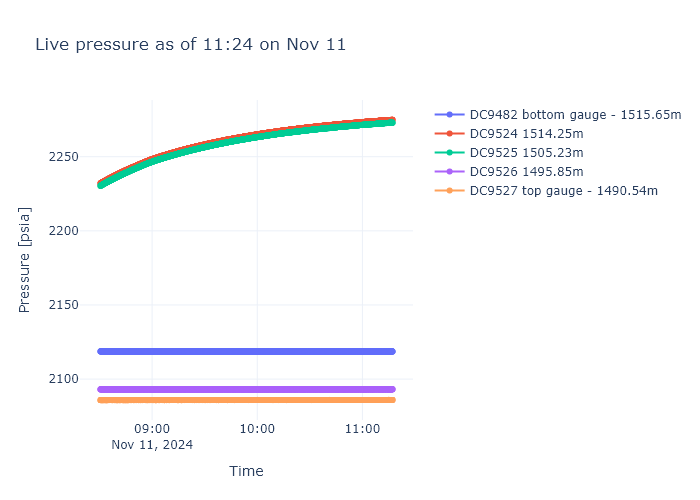 Live pressure as of 11:24 on Nov 11
DC9482 bottom gauge - 1515.65m
DC9524 1514.25m
DC9525 1505.23m
DC9526 1495.85m
DC9527 top gauge - 1490.54m
Pressure [psia]
2250
2200
2150
2100
09:00
Nov 11, 2024
10:00
11:00
Time